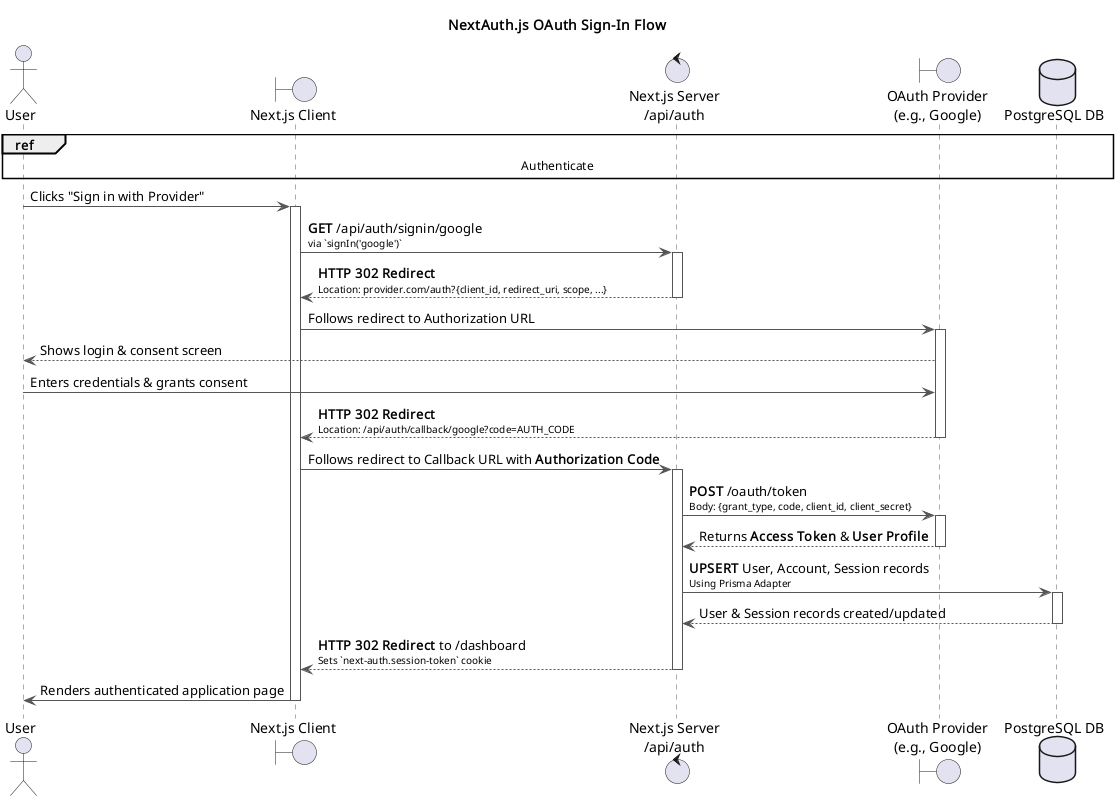 NextAuth.js OAuth Sign-In Flow
User
Next.js Client
Next.js Server
/api/auth
OAuth Provider
(e.g., Google)
PostgreSQL DB
ref
Authenticate
Clicks "Sign in with Provider"
GET /api/auth/signin/google
via `signIn('google')`
HTTP 302 Redirect
Location: provider.com/auth?{client_id, redirect_uri, scope, ...}
Follows redirect to Authorization URL
Shows login & consent screen
Enters credentials & grants consent
HTTP 302 Redirect
Location: /api/auth/callback/google?code=AUTH_CODE
Follows redirect to Callback URL with Authorization Code
POST /oauth/token
Body: {grant_type, code, client_id, client_secret}
Returns Access Token & User Profile
UPSERT User, Account, Session records
Using Prisma Adapter
User & Session records created/updated
HTTP 302 Redirect to /dashboard
Sets `next-auth.session-token` cookie
Renders authenticated application page
User
Next.js Client
Next.js Server
/api/auth
OAuth Provider
(e.g., Google)
PostgreSQL DB